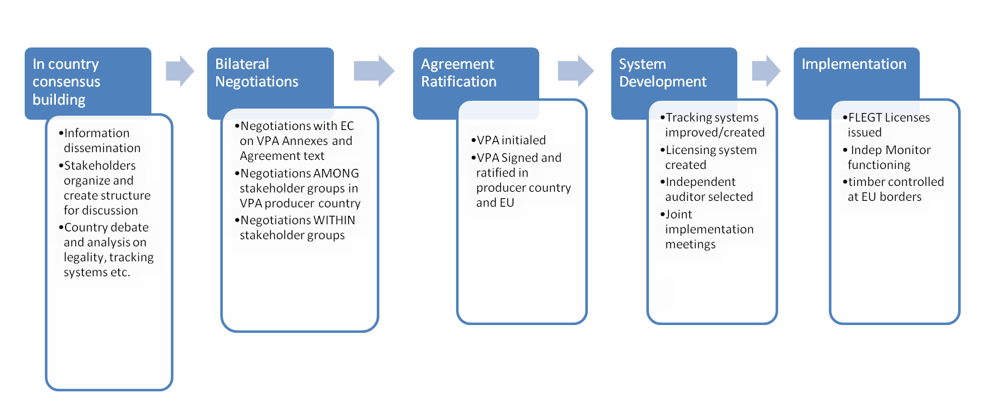 In country
consensus
building
•Information
dissemination
•Stakeholders
organize and
create structure
for discussion
•Country debate
and analysis on
legality, tracking
systems etc.
Bilateral
Negotiations
•Negotiations with EC
on VPA Annexes and
Agreement text
•Negotiations AMONG
stakeholder groups in
VPA producer country
•Negotiations WITHIN
stakeholder groups
Agreement
Ratification
•VPA initialed
•VPA Signed and
ratified in
producer country
and EU
System
Development
•Tracking systems
improved/created
•Licensing system
created
•Independent
auditor selected
•Joint
implementation
meetings
Implementation
•FLEGT Licenses
issued
• Indep Monitor
functioning
•timber controlled
at EU borders